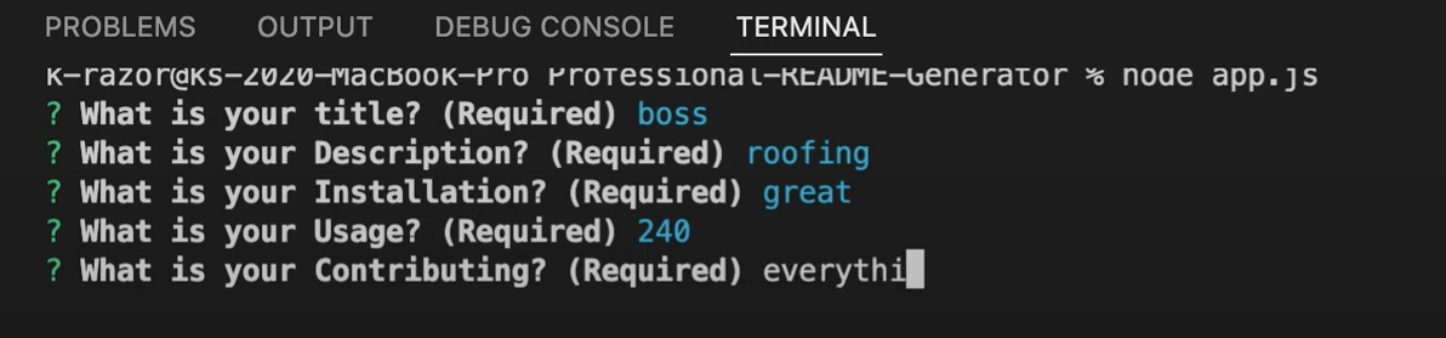 PROBLEMS OUTPUT DEBUG CONSOLE TERMINAL
K-razor@Ks-2020-MacBook-Pro Professional-README-Generator % node app.js
? What is your title? (Required) boss
? What is your Description? (Required) roofing
? What is your Installation? (Required) great
? What is your Usage? (Required) 240
? What is your Contributing? (Required) everythi